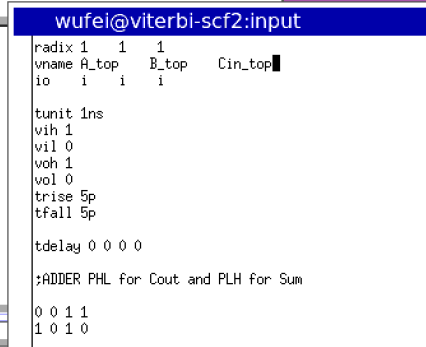 wufei@viterbi-scf2:input
radix 1 1 1
vname A_top B_top Cin_top
io i i i
tunit 1ns
vih 1
vil 0
voh 1
vol 0
trise 5p
tfall 5p
tdelay 0 0 0 0
;ADDER PHL for Cout and PLH for Sum
0 0 1 1
1 0 1 0